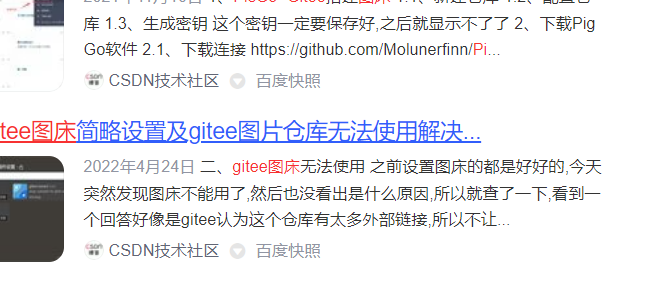 库 1.3、生成密钥 这个密钥一定要保存好,之后就显示不了了 2、下载Pig
Go软件 2.1、下载连接 https://github.com/Molunerfinn/Pi...
CSDN技术社区 百度快照
tee图床简略设置及gitee图片仓库无法使用解决...
2022年4月24日 二、gitee图床无法使用 之前设置图床的都是好好的,今天
突然发现图床不能用了,然后也没看出是什么原因,所以就查了一下,看到一
个回答好像是gitee认为这个仓库有太多外部链接,所以不让...
CSDN技术社区 百度快照